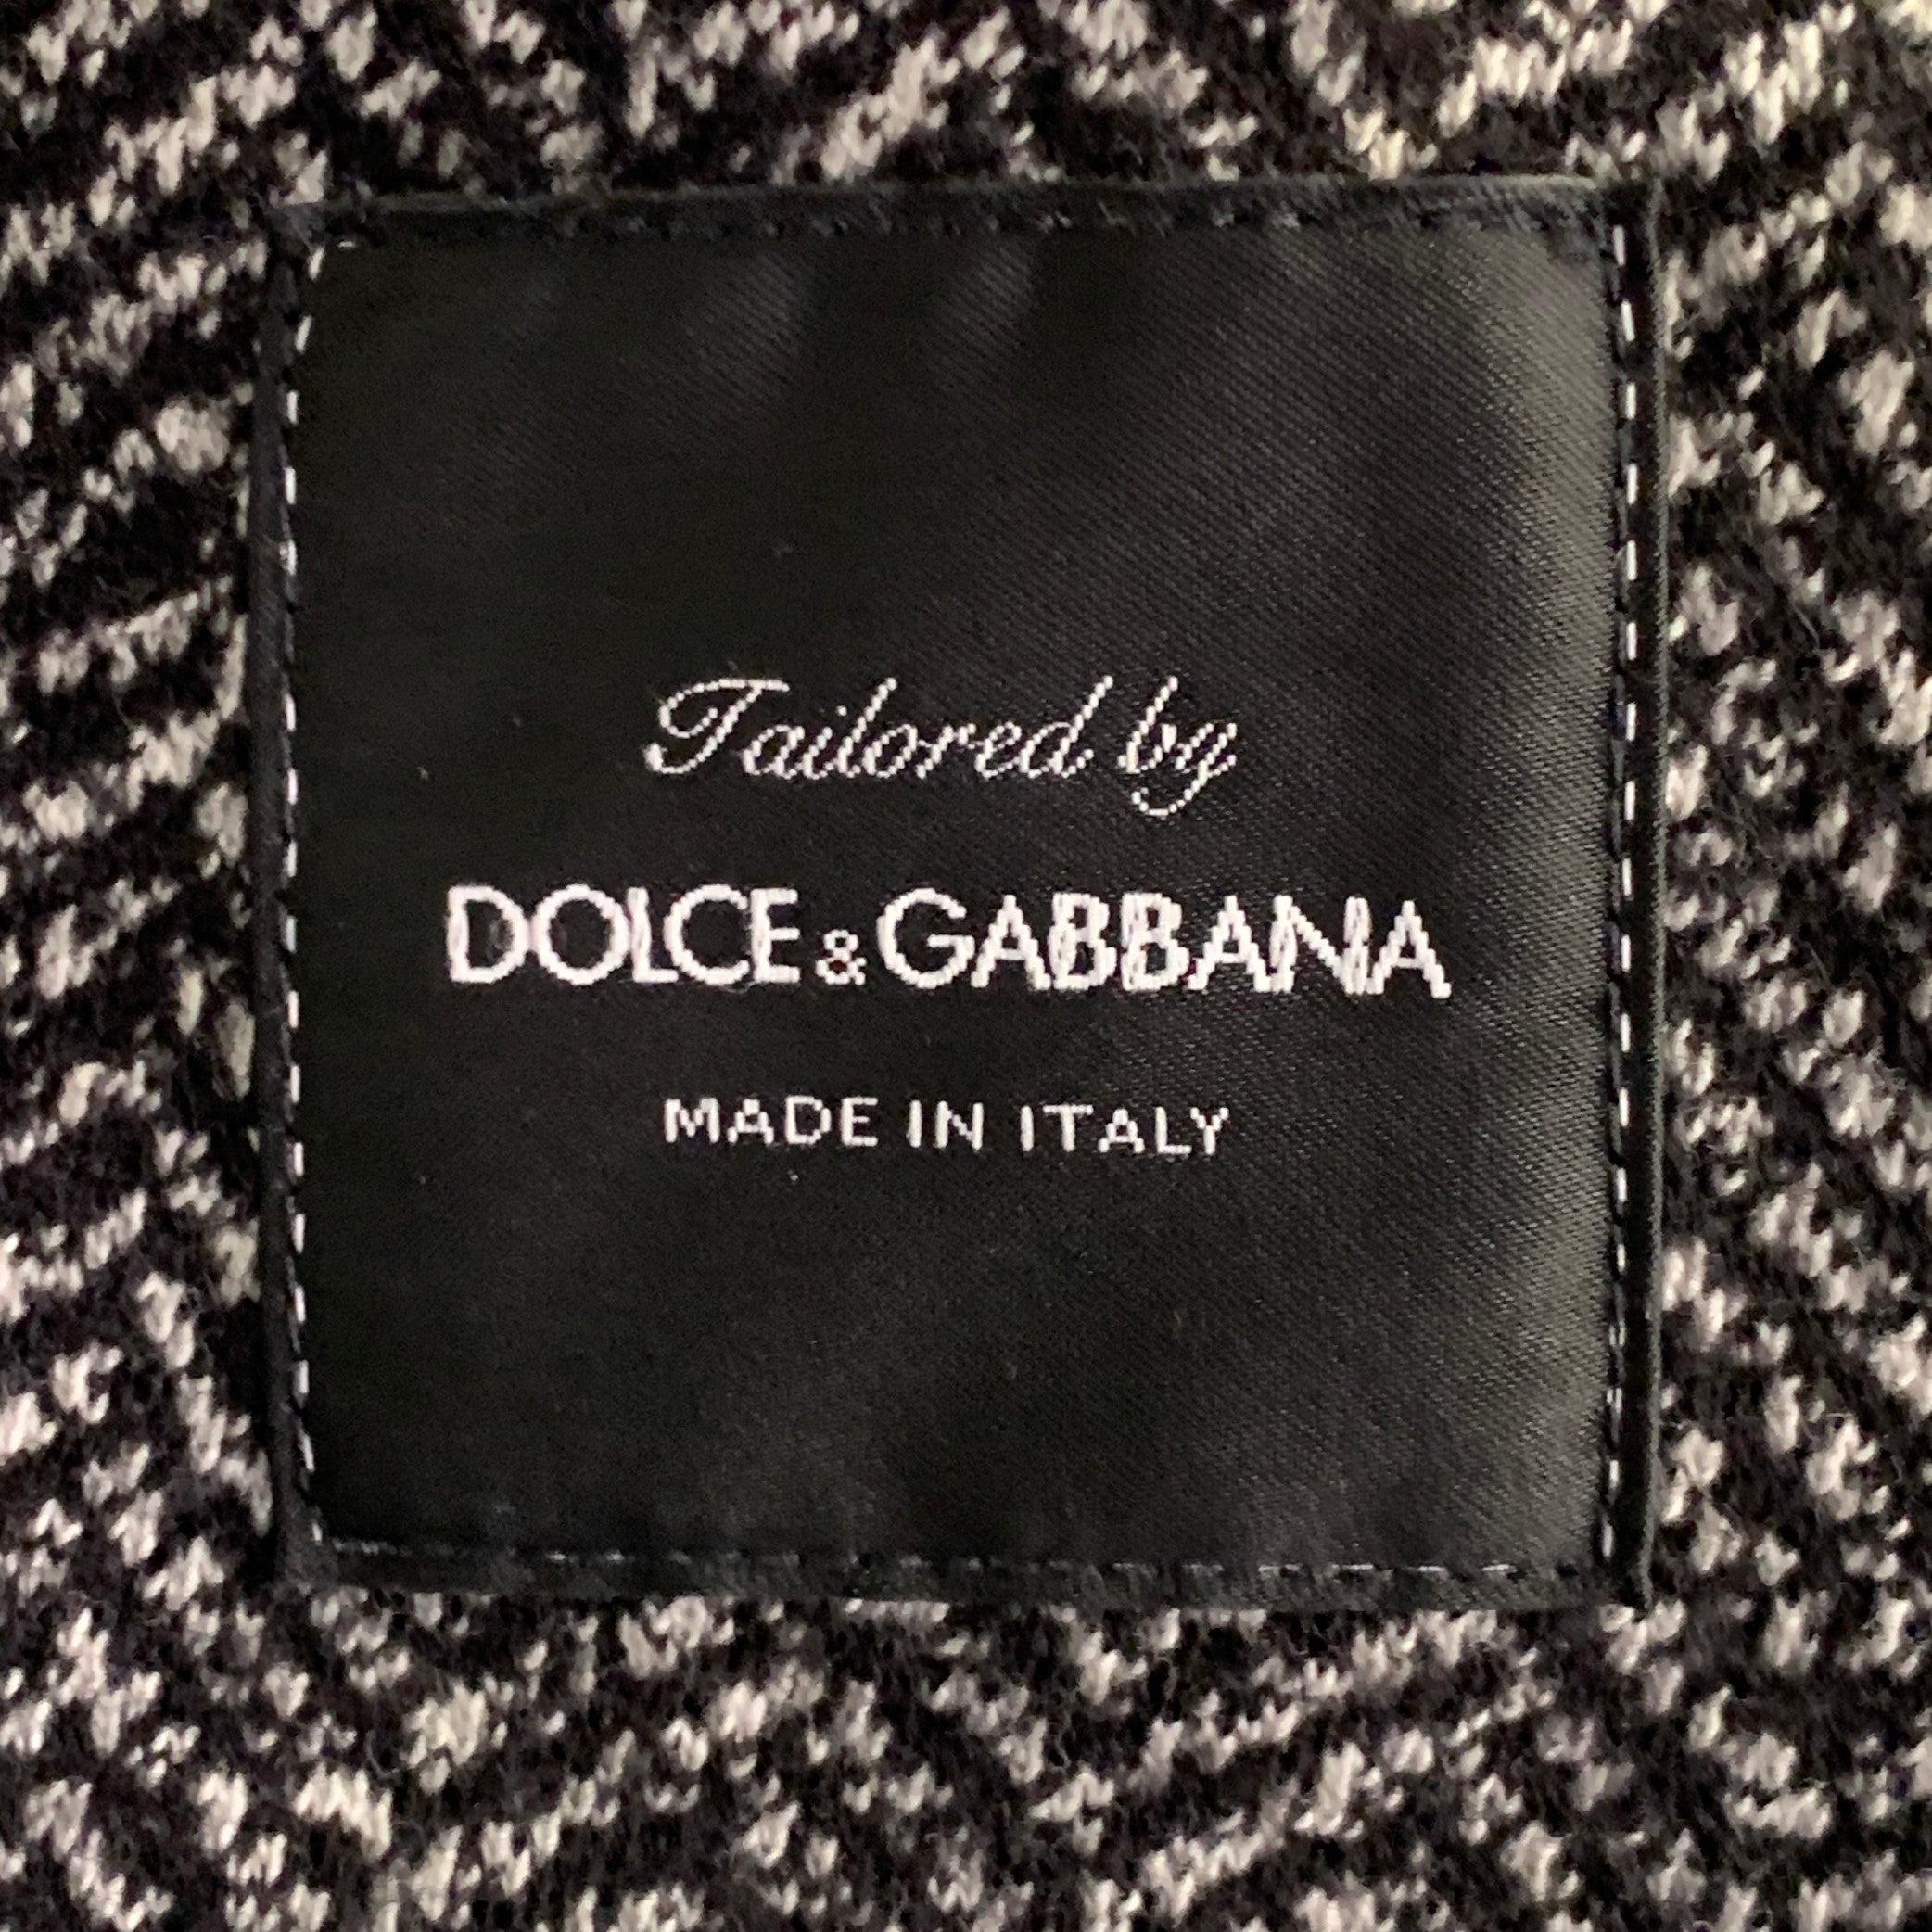 Tailored by
DOLCE & GABBANA
MADE IN ITALY